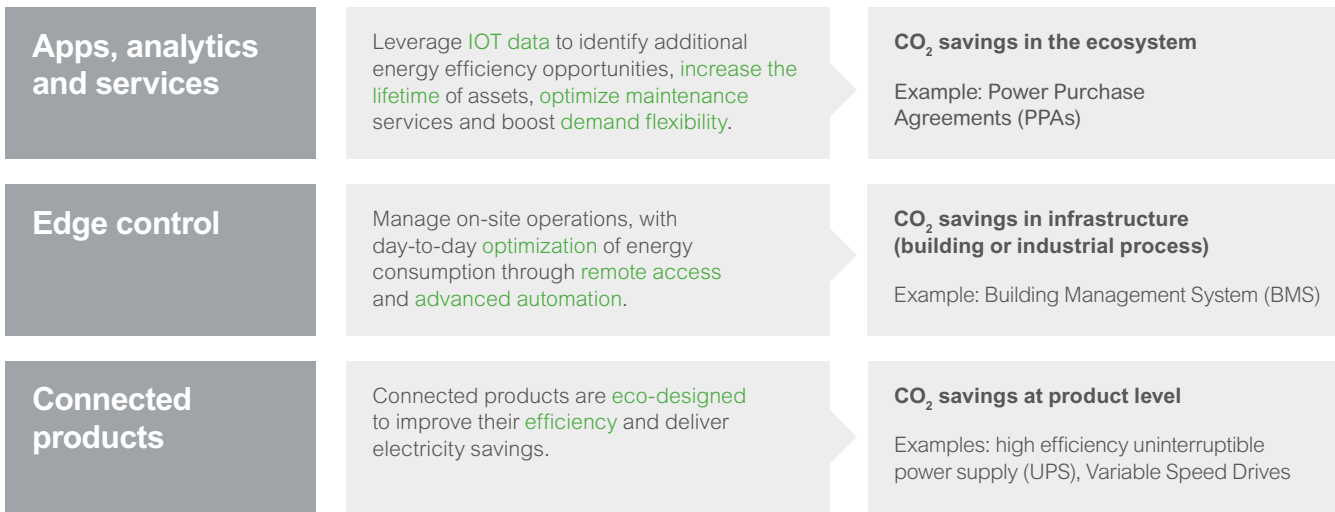 Apps, analytics
and services
Leverage IOT data to identify additional
energy efficiency opportunities, increase the
lifetime of assets, optimize maintenance
services and boost demand flexibility.
CO₂ savings in the ecosystem
Example: Power Purchase
Agreements (PPAs)
Edge control
Manage on-site operations, with
day-to-day optimization of energy
consumption through remote access
and advanced automation.
CO₂ savings in infrastructure
(building or industrial process)
Example: Building Management System (BMS)
Connected
products
Connected products are eco-designed
to improve their efficiency and deliver
electricity savings.
CO₂ savings at product level
Examples: high efficiency uninterruptible
power supply (UPS), Variable Speed Drives